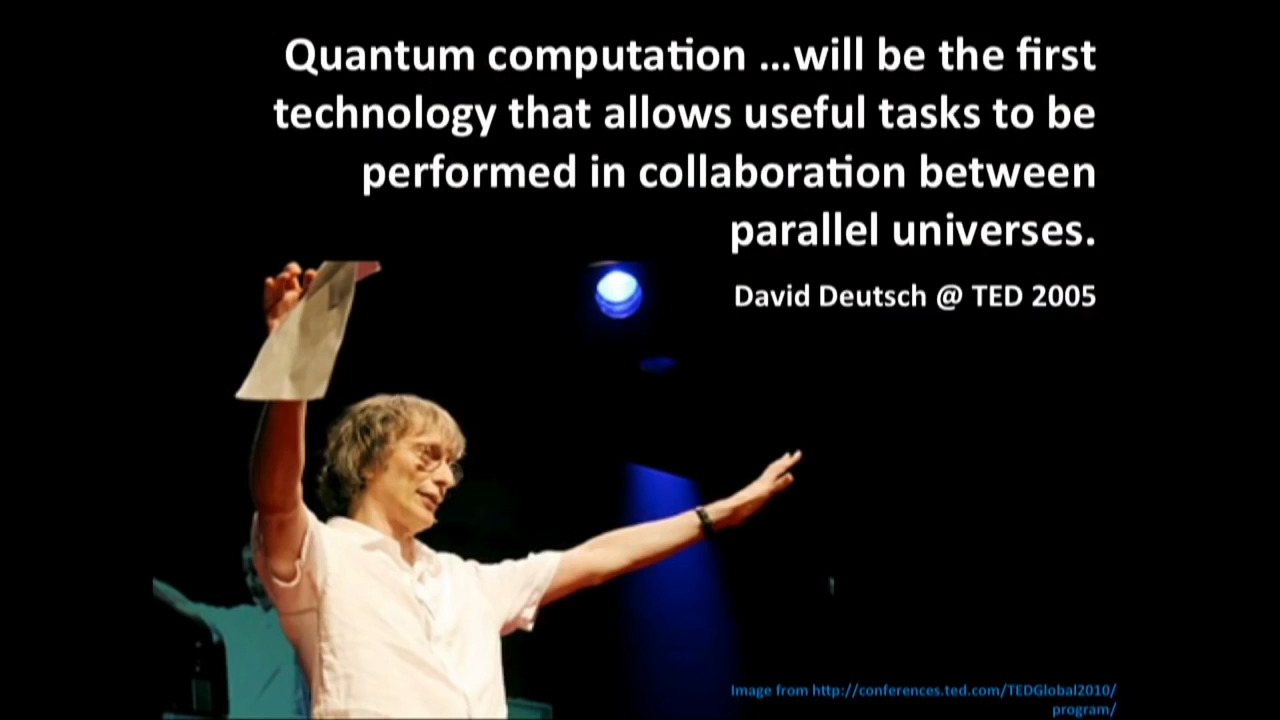 Quantum computation ...will be the first
technology that allows useful tasks to be
performed in collaboration between
parallel universes.
David Deutsch @ TED 2005
Image from http://conferences.ted.com/TEDGlobal2010/
program/